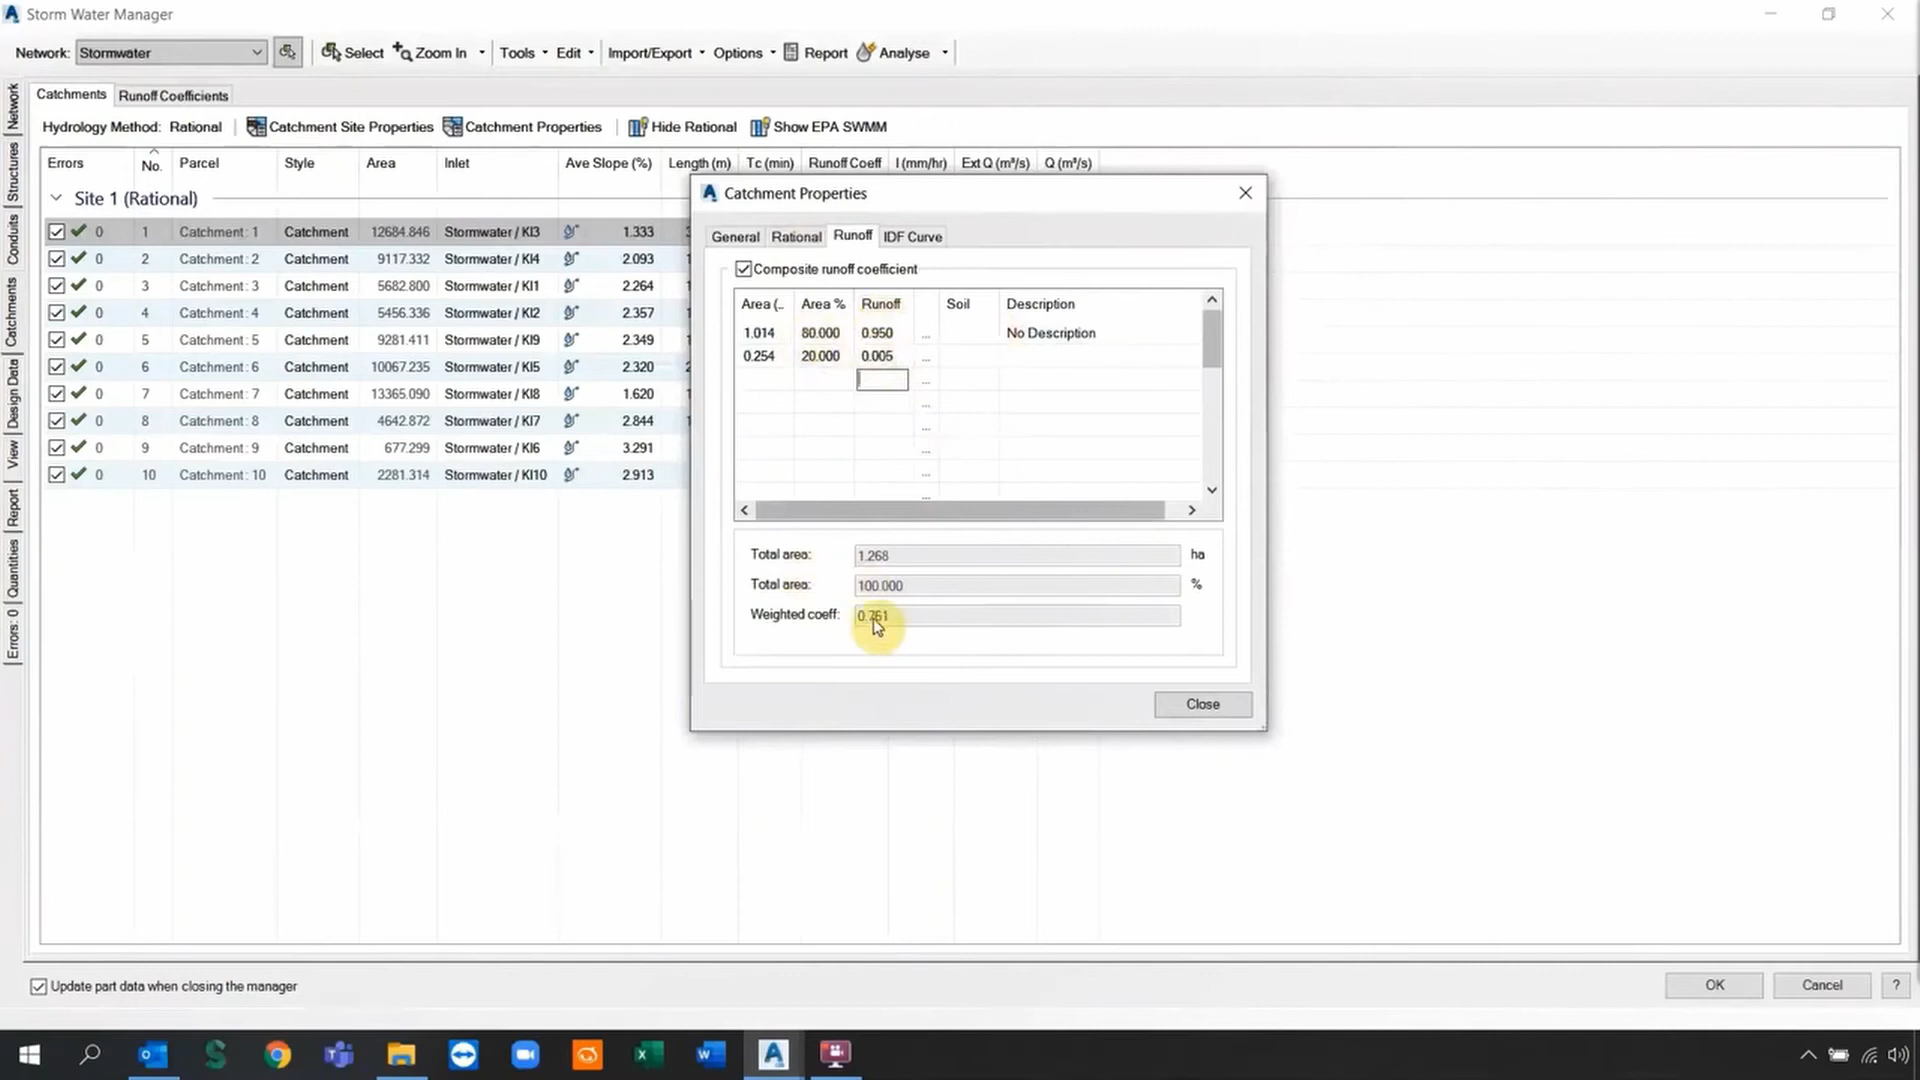 Storm Water Manager
Network: Stormwater Select Zoom In Tools Edit Import/Export Options Report Analyse
Catchments Runoff Coefficients
Hydrology Method: Rational Catchment Site Properties Catchment Properties Hide Rational Show EPA SWMM
Errors No. Parcel Style Area Inlet Ave Slope (%) Length (m) Tc (min) Runoff Coeff I (mm/hr) Ext Q (m³/s) Q (m³/s)
Site 1 (Rational)
0 1 Catchment : 1 Catchment 12684.846 Stormwater / KI3 1.333
0 2 Catchment : 2 Catchment 9117.332 Stormwater / KI4 2.093
0 3 Catchment : 3 Catchment 5682.800 Stormwater / KI1 2.264
0 4 Catchment : 4 Catchment 5456.336 Stormwater / KI2 2.357
0 5 Catchment : 5 Catchment 9281.411 Stormwater / KI9 2.349
0 6 Catchment : 6 Catchment 10067.235 Stormwater / KI5 2.320
0 7 Catchment : 7 Catchment 13365.090 Stormwater / KI8 1.620
0 8 Catchment : 8 Catchment 4642.872 Stormwater / KI7 2.844
0 9 Catchment : 9 Catchment 677.299 Stormwater / KI6 3.291
0 10 Catchment : 10 Catchment 2281.314 Stormwater / KI10 2.913
Network
Structures
Conduits
Catchments
Design Data
View
Report
Quantities
Errors: 0
Catchment Properties
General Rational Runoff IDF Curve
Composite runoff coefficient
Area (.. Area % Runoff Soil Description
1.014 80.000 0.950 ... No Description
0.254 20.000 0.005 ...
...
...
...
...
...
...
Total area: 1.268 ha
Total area: 100.000 %
Weighted coeff: 0.761
Close
Update part data when closing the manager
OK Cancel ?